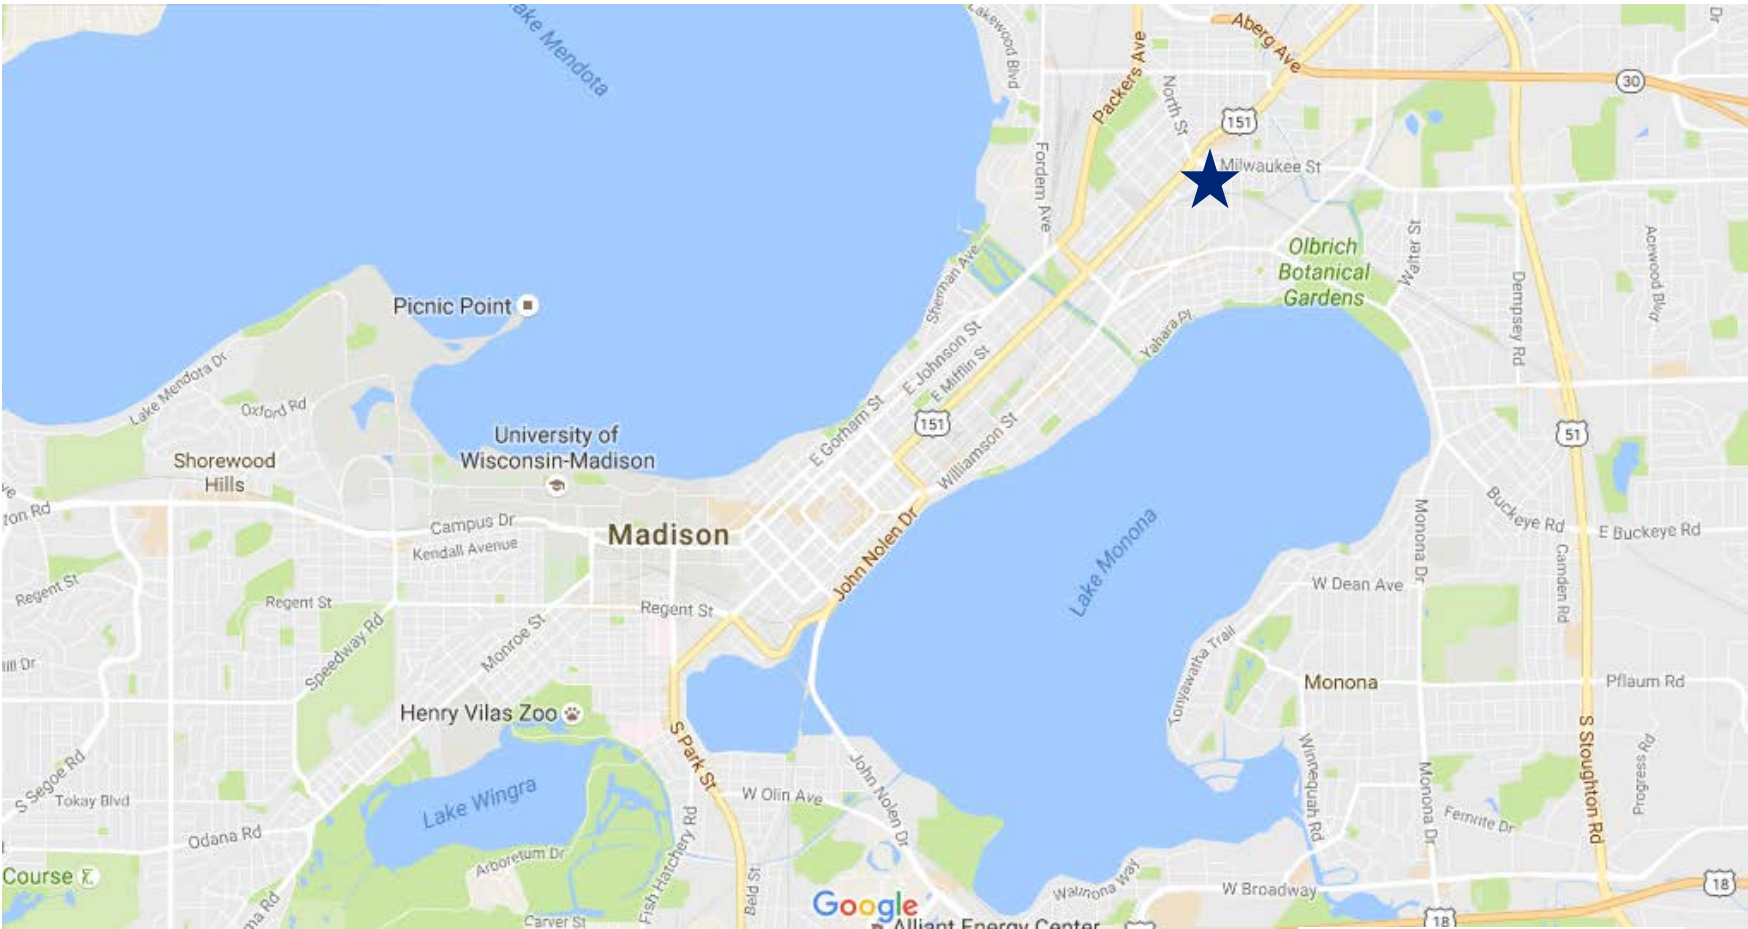 Lakewood Blvd
Aberg Ave
Dr
Lake Mendota
Packers Ave
30
North St
151
Milwaukee St
Fordem Ave
Olbrich
Botanical
Gardens
Walter St
Acewood Blvd
Sherman Ave
Dempsey Rd
Picnic Point
Yahara Pl
E Johnson St
E Mifflin St
Lake Mendota Dr
Oxford Rd
E Gorham St
151
Williamson St
51
University of
Wisconsin-Madison
Shorewood
Hills
Campus Dr
Kendall Avenue
Madison
John Nolen Dr
Lake Monona
Buckeye Rd
E Buckeye Rd
Monona Dr
Camden Rd
W Dean Ave
Regent St
Regent St
Regent St
Speedway Rd
Monroe St
Tonyawatha Trail
Monona
Pflaum Rd
Henry Vilas Zoo
S Park St
S Stoughton Rd
Winnequah Rd
Progress Rd
S Segoe Rd
Tokay Blvd
Lake Wingra
W Olin Ave
John Nolen Dr
Monona Dr
Femrite Dr
Odana Rd
Fish Hatchery Rd
Arboretum Dr
Course
Beld St
Walnona Way
W Broadway
18
Google
Carver St
Alliant Energy Center
18